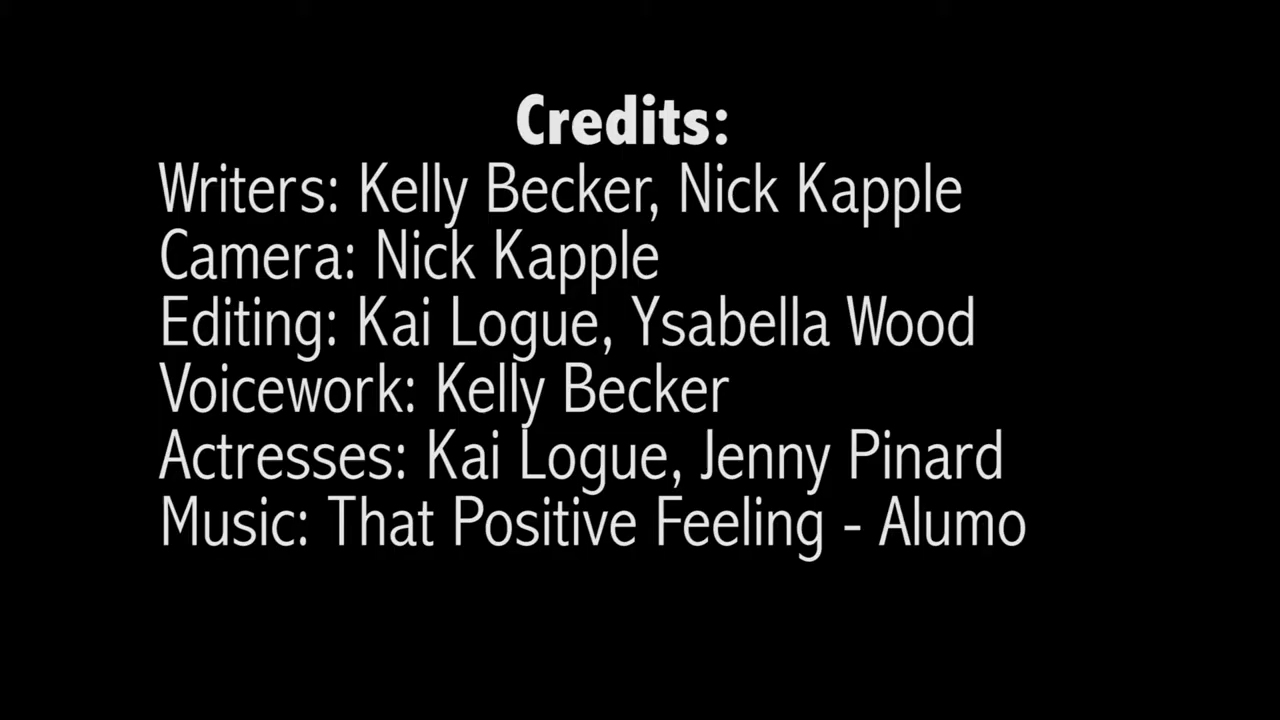 Credits:
Writers: Kelly Becker, Nick Kapple
Camera: Nick Kapple
Editing: Kai Logue, Ysabella Wood
Voicework: Kelly Becker
Actresses: Kai Logue, Jenny Pinard
Music: That Positive Feeling - Alumo